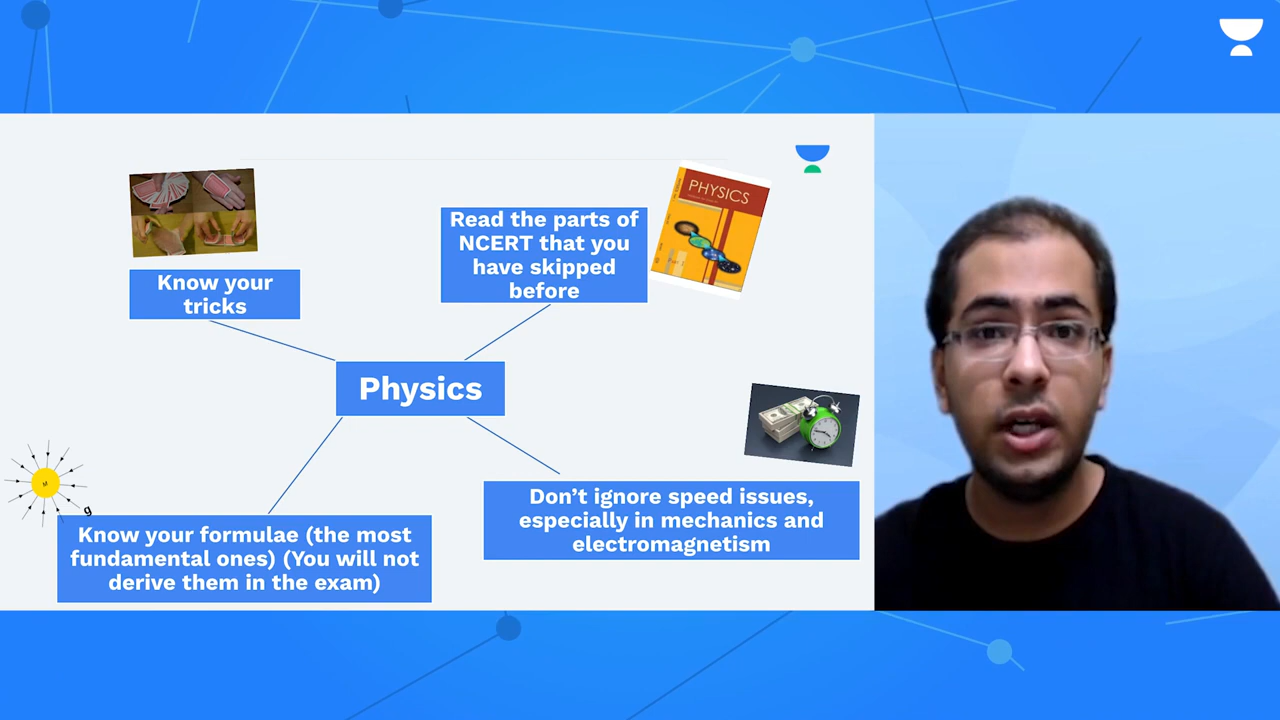 Know your
tricks
Read the parts of
NCERT that you
have skipped
before
PHYSICS
Physics
M
g
Know your formulae (the most
fundamental ones) (You will not
derive them in the exam)
Don’t ignore speed issues,
especially in mechanics and
electromagnetism